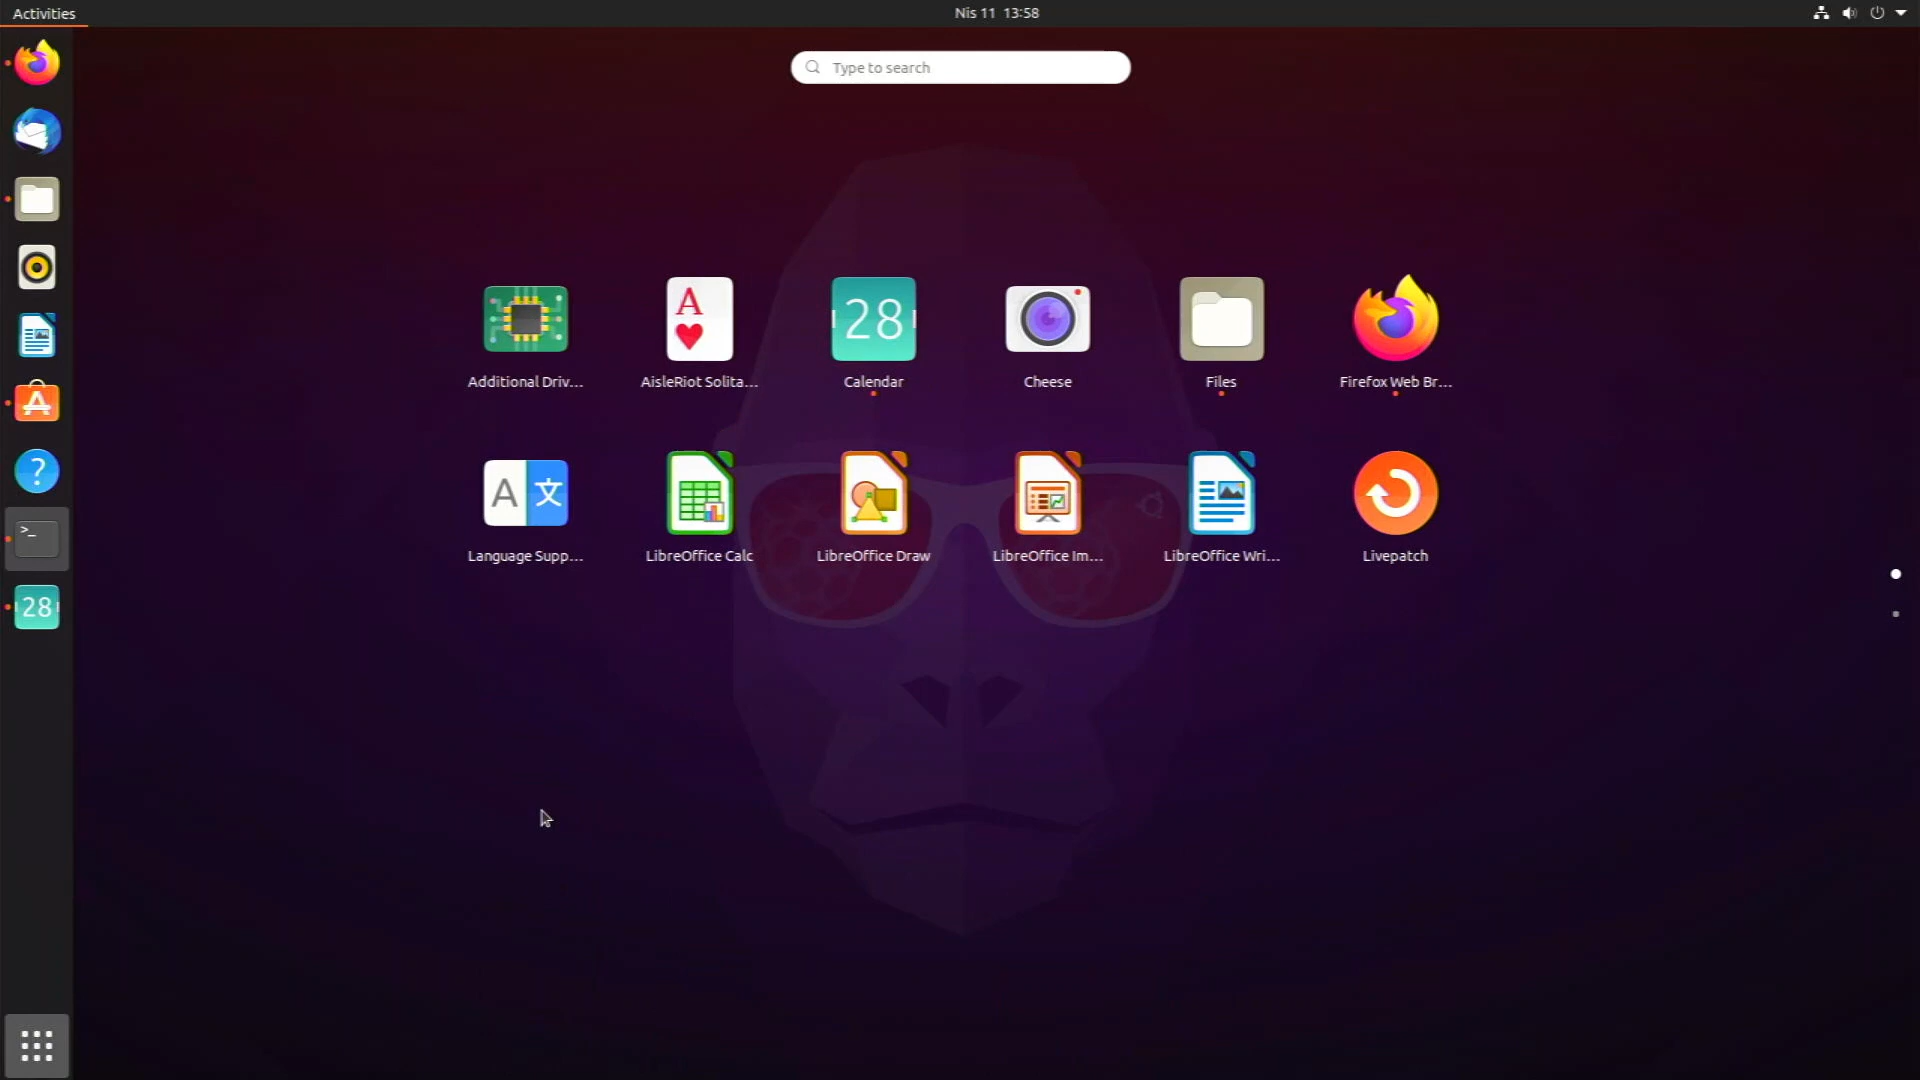 Activities
Nis 11 13:58
Type to search
Additional Driv...
AisleRiot Solita...
28
Calendar
Cheese
Files
Firefox Web Br...
A 文
Language Supp...
LibreOffice Calc
LibreOffice Draw
LibreOffice Im...
LibreOffice Wri...
Livepatch
?
>_
28